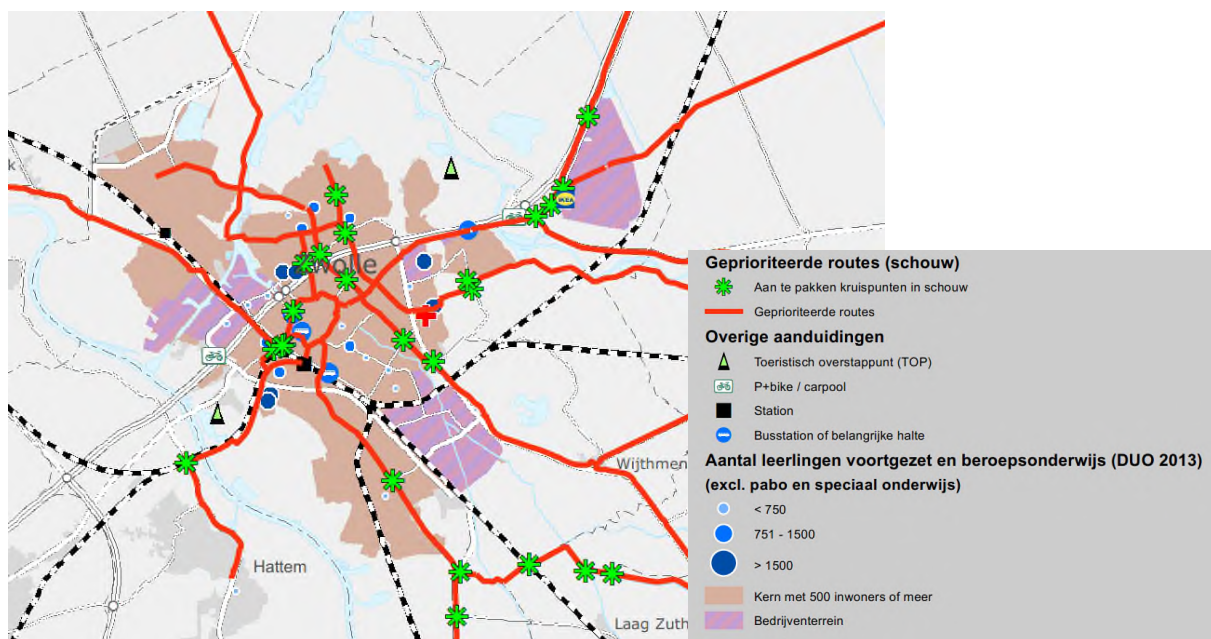 Zwolle
IKEA
Wijthmen
Hattem
Laag Zuth
Geprioriteerde routes (schouw)
Aan te pakken kruispunten in schouw
Geprioriteerde routes
Overige aanduidingen
Toeristisch overstappunt (TOP)
P+bike / carpool
Station
Busstation of belangrijke halte
Aantal leerlingen voortgezet en beroepsonderwijs (DUO 2013)
(excl. pabo en speciaal onderwijs)
< 750
751 - 1500
> 1500
Kern met 500 inwoners of meer
Bedrijventerrein